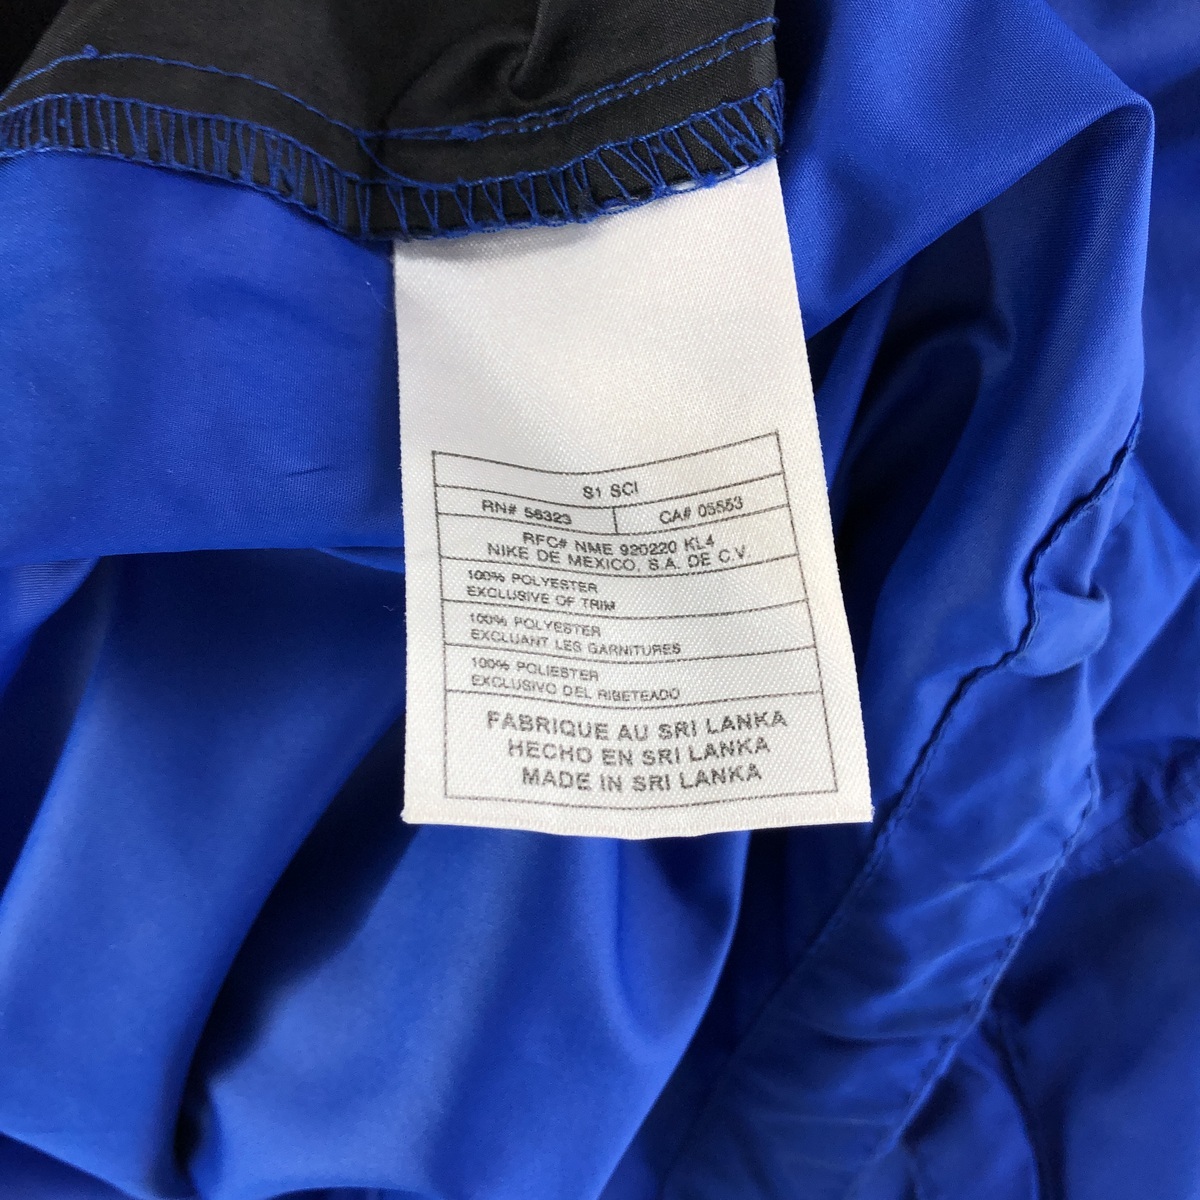 S1 SCI
RN# 56323 CA# 05553
RFC# NME 920220 KL4
NIKE DE MEXICO, S.A. DE C.V.
100% POLYESTER
EXCLUSIVE OF TRIM
100% POLYESTER
EXCLUANT LES GARNITURES
100% POLIESTER
EXCLUSIVO DEL RIBETEADO
FABRIQUE AU SRI LANKA
HECHO EN SRI LANKA
MADE IN SRI LANKA